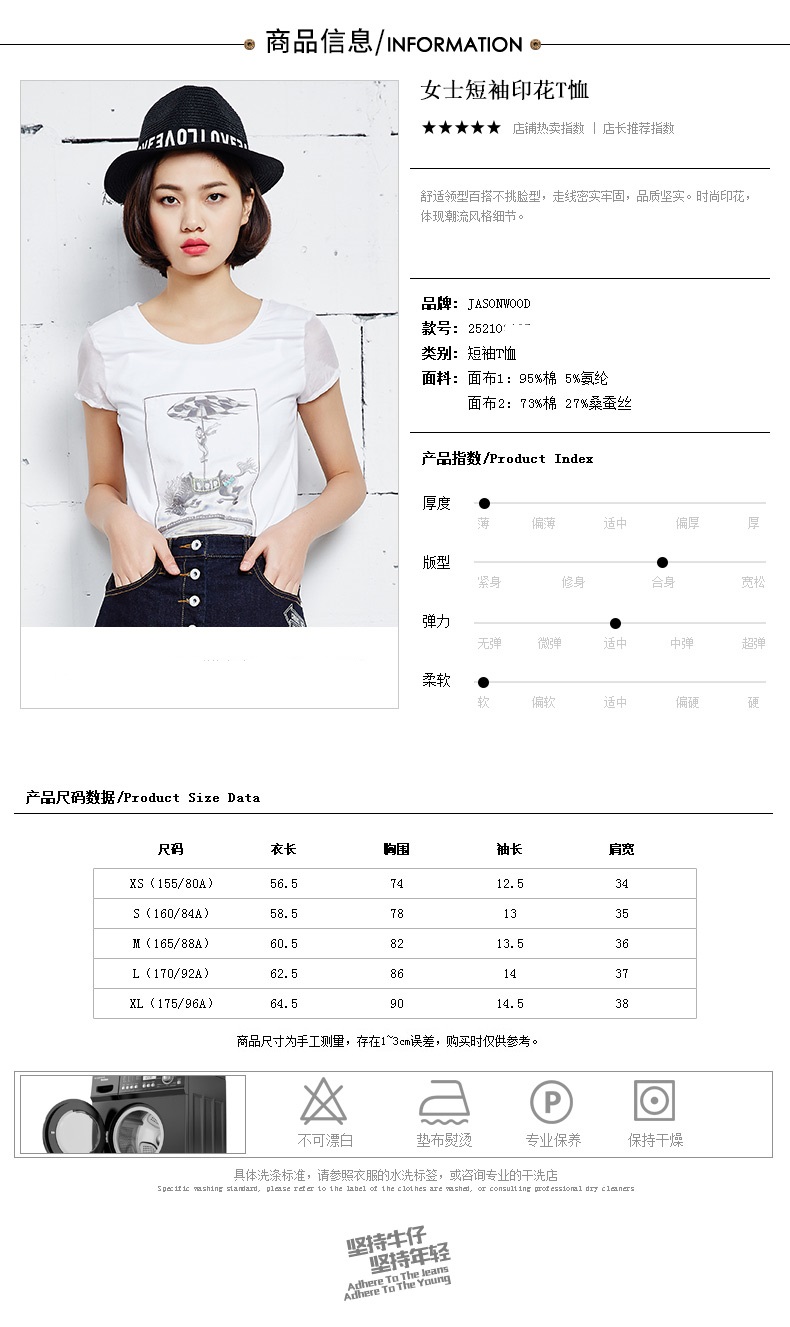 商品信息/INFORMATION
女士短袖印花T恤
★★★★★ 店铺热卖指数 | 店长推荐指数
舒适领型百搭不挑脸型，走线密实牢固，品质坚实。时尚印花，
体现潮流风格细节。
品牌: JASONWOOD
款号: 25210
类别: 短袖T恤
面料: 面布1: 95%棉 5%氨纶
面布2: 73%棉 27%桑蚕丝
产品指数/Product Index
厚度
薄 偏薄 适中 偏厚 厚
版型
紧身 修身 合身 宽松
弹力
无弹 微弹 适中 中弹 超弹
柔软
软 偏软 适中 偏硬 硬
产品尺码数据/Product Size Data
尺码 衣长 胸围 袖长 肩宽
XS（155/80A） 56.5 74 12.5 34
S（160/84A） 58.5 78 13 35
M（165/88A） 60.5 82 13.5 36
L（170/92A） 62.5 86 14 37
XL（175/96A） 64.5 90 14.5 38
商品尺寸为手工测量，存在1~3cm误差，购买时仅供参考。
P
不可漂白 垫布熨烫 专业保养 保持干燥
具体洗涤标准，请参照衣服的水洗标签，或咨询专业的干洗店
Specific washing standard, please refer to the label of the clothes are washed, or consulting professional dry cleaners
坚持牛仔
坚持年轻
Adhere To The Jeans
Adhere To The Young